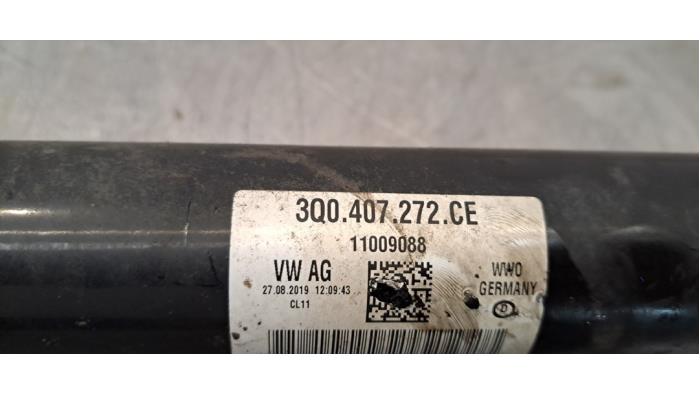 3Q0.407.272.CE
11009088
VW AG
27.08.2019 12:09:43
CL11
WWO
GERMANY
D